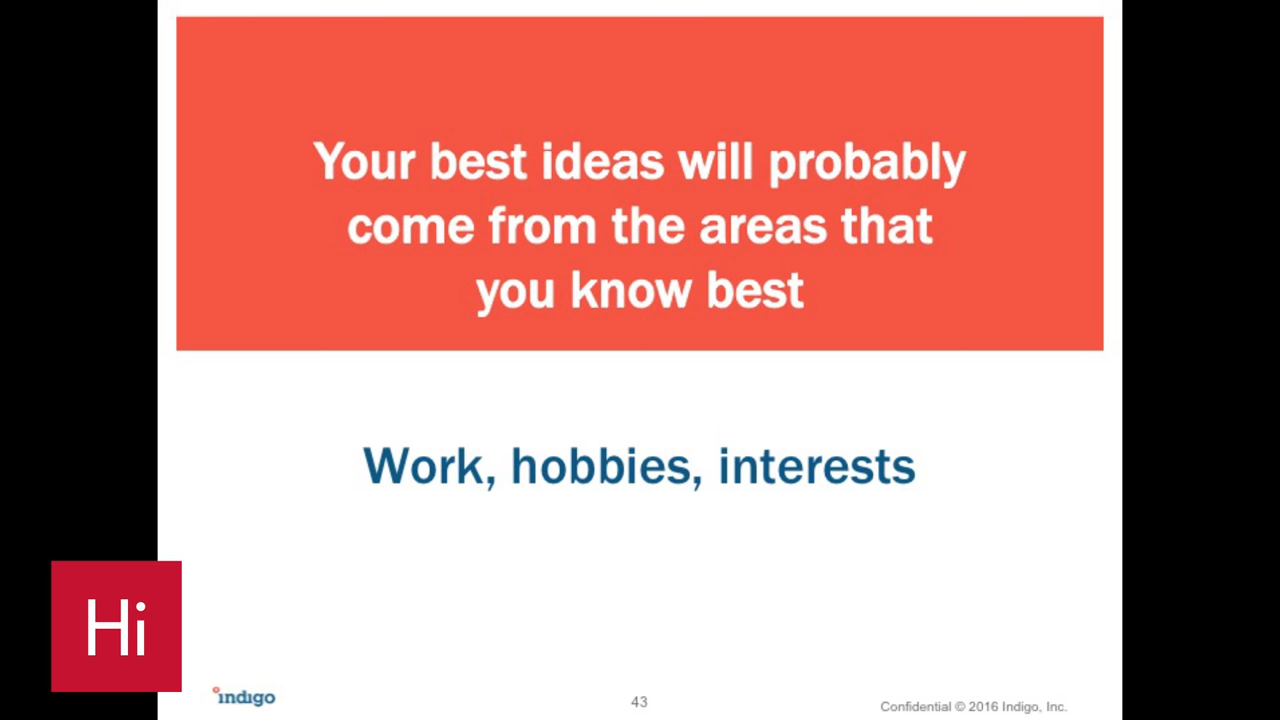 Your best ideas will probably
come from the areas that
you know best
Work, hobbies, interests
Hi
indigo
43
Confidential © 2016 Indigo, Inc.